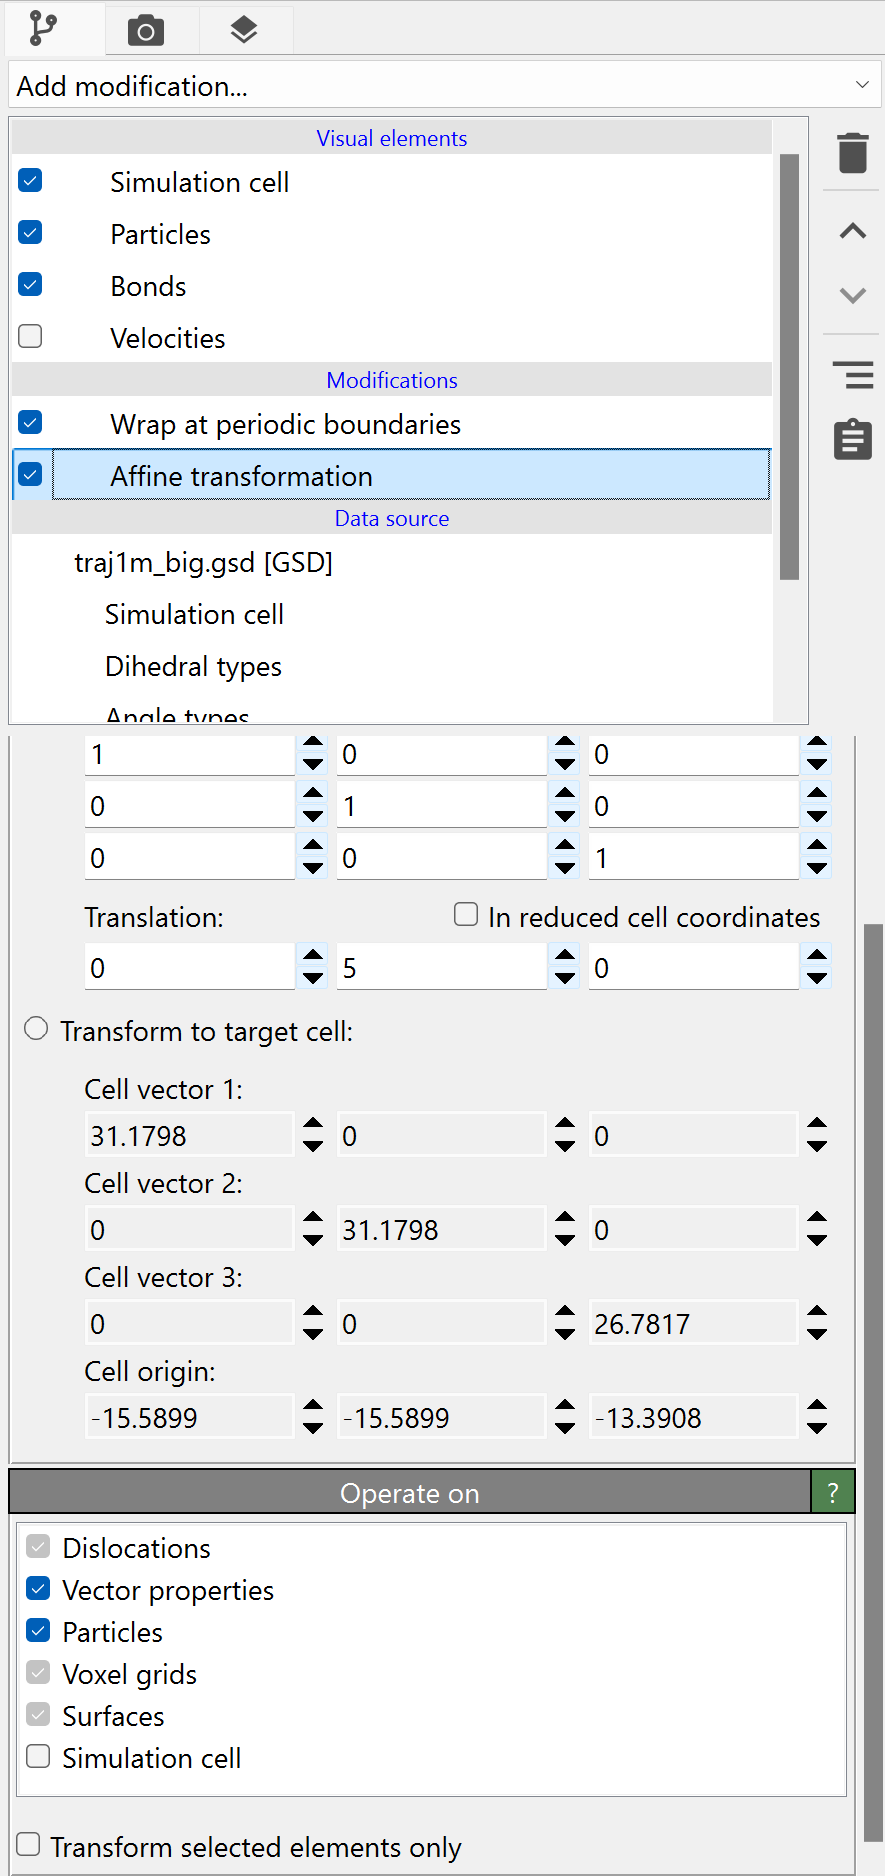 Add modification...
Visual elements
Simulation cell
Particles
Bonds
Velocities
Modifications
Wrap at periodic boundaries
Affine transformation
Data source
traj1m_big.gsd [GSD]
Simulation cell
Dihedral types
Angle types
1 0 0
0 1 0
0 0 1
Translation: In reduced cell coordinates
0 5 0
Transform to target cell:
Cell vector 1:
31.1798 0 0
Cell vector 2:
0 31.1798 0
Cell vector 3:
0 0 26.7817
Cell origin:
-15.5899 -15.5899 -13.3908
Operate on ?
Dislocations
Vector properties
Particles
Voxel grids
Surfaces
Simulation cell
Transform selected elements only